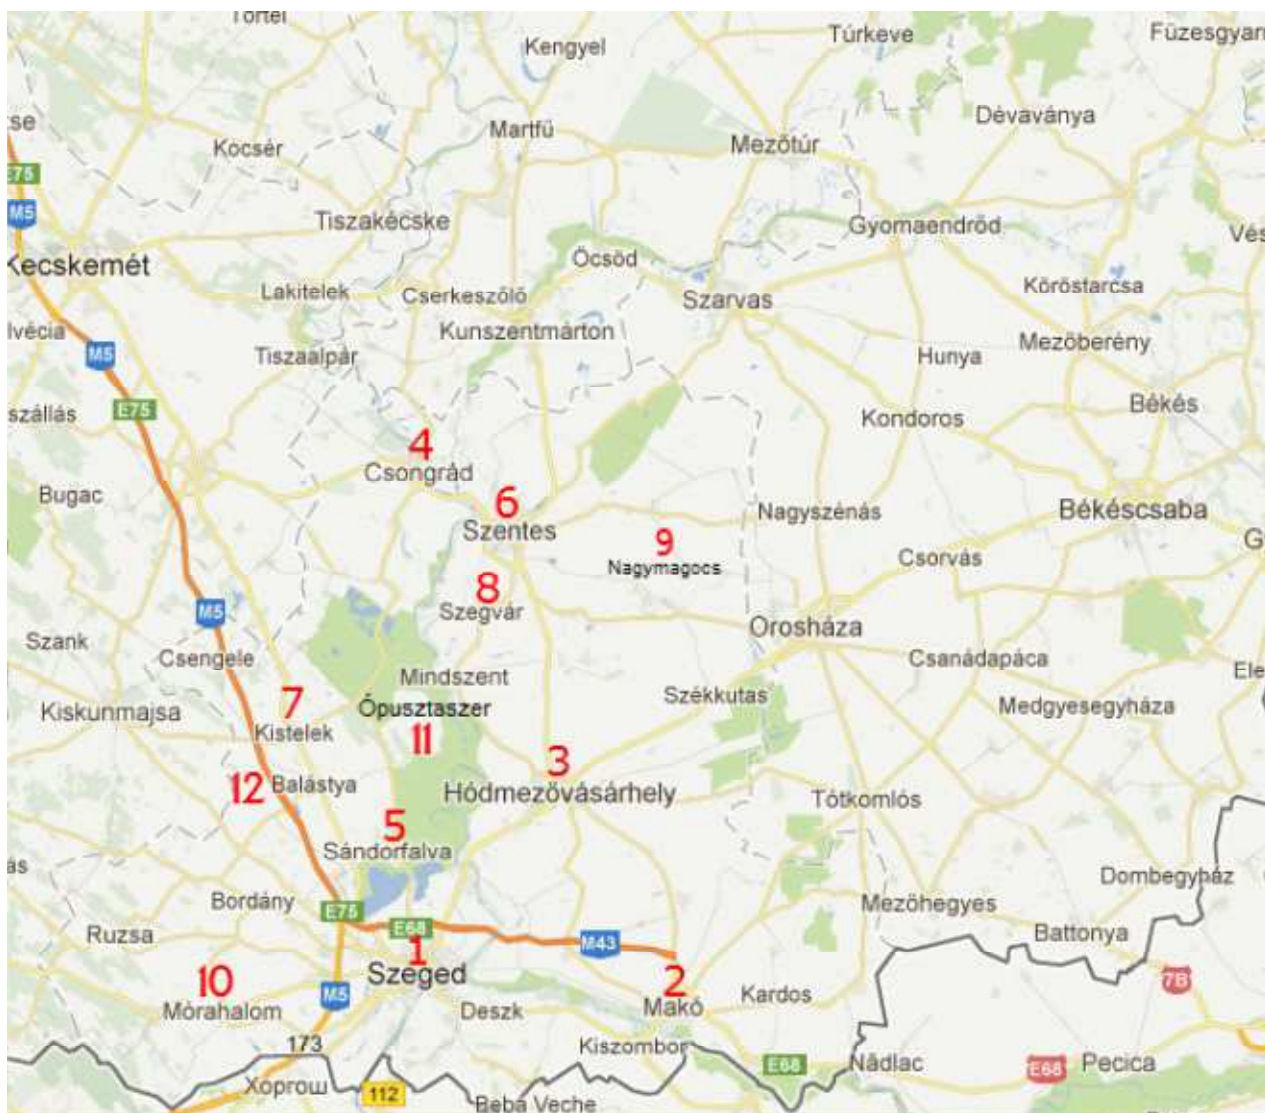 Törtel
Kengyel
Túrkeve
Martfű
Dévaványa
Kocsér
Mezőtúr
E75
M5
Tiszakécske
Gyomaendrőd
Kecskemét
Öcsöd
Lakitelek
Cserkeszőlő
Szarvas
Köröstarcsa
Kunszentmárton
lvécia
M5
Tiszaalpár
Hunya
Mezőberény
E75
szállás
Kondoros
Békés
4
Csongrád
Bugac
6
Szentes
Nagyszénás
Békéscsaba
9
Nagymagocs
Csorvás
8
Szegvár
M5
Orosháza
Szank
Csengele
Csanádapáca
Mindszent
Székkutas
Kiskunmajsa
7
Ópusztaszer
Medgyesegyháza
Kistelek
11
3
12
Balástya
Hódmezővásárhely
Tótkomlós
5
Sándorfalva
Dombegyház
Bordány
E75
E68
Mezőhegyes
Ruzsa
M43
Battonya
1
10
Szeged
2
7B
M5
Mórahalom
Deszk
Makó
Kardos
173
Kiszombor
Хоргош
112
E68
Nădlac
E68
Pecica
Beba Veche